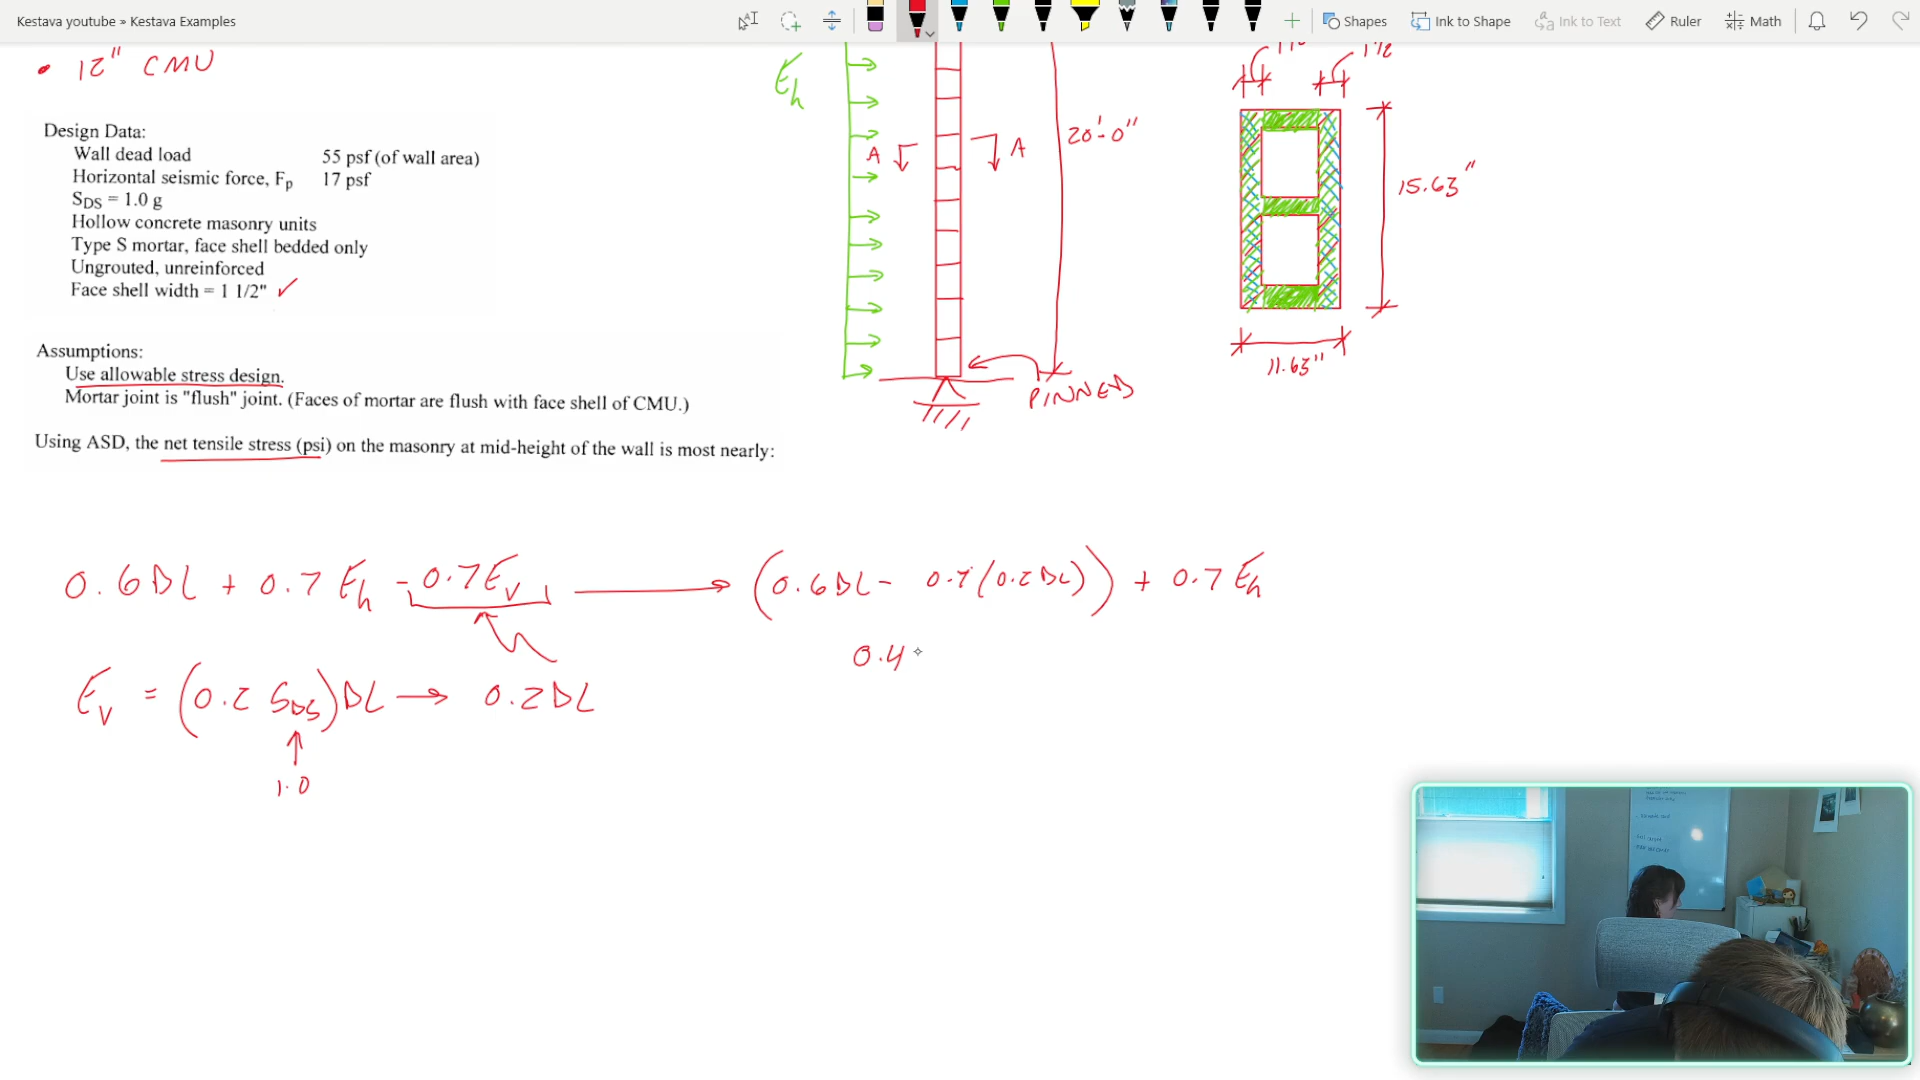 Kestava youtube » Kestava Examples
Shapes
Ink to Shape
Ink to Text
Ruler
Math
• 12" CMU
Design Data:
Wall dead load 55 psf (of wall area)
Horizontal seismic force, Fp 17 psf
SDS = 1.0 g
Hollow concrete masonry units
Type S mortar, face shell bedded only
Ungrouted, unreinforced
Face shell width = 1 1/2" ✓
Assumptions:
Use allowable stress design.
Mortar joint is "flush" joint. (Faces of mortar are flush with face shell of CMU.)
Using ASD, the net tensile stress (psi) on the masonry at mid-height of the wall is most nearly:
Eh
A
A
20'-0"
PINNED
15.63"
11.63"
0.6DL + 0.7Eh - 0.7Ev → (0.6DL - 0.7(0.2DL)) + 0.7Eh
0.4
Ev = (0.2 SDS)DL → 0.2DL
1.0